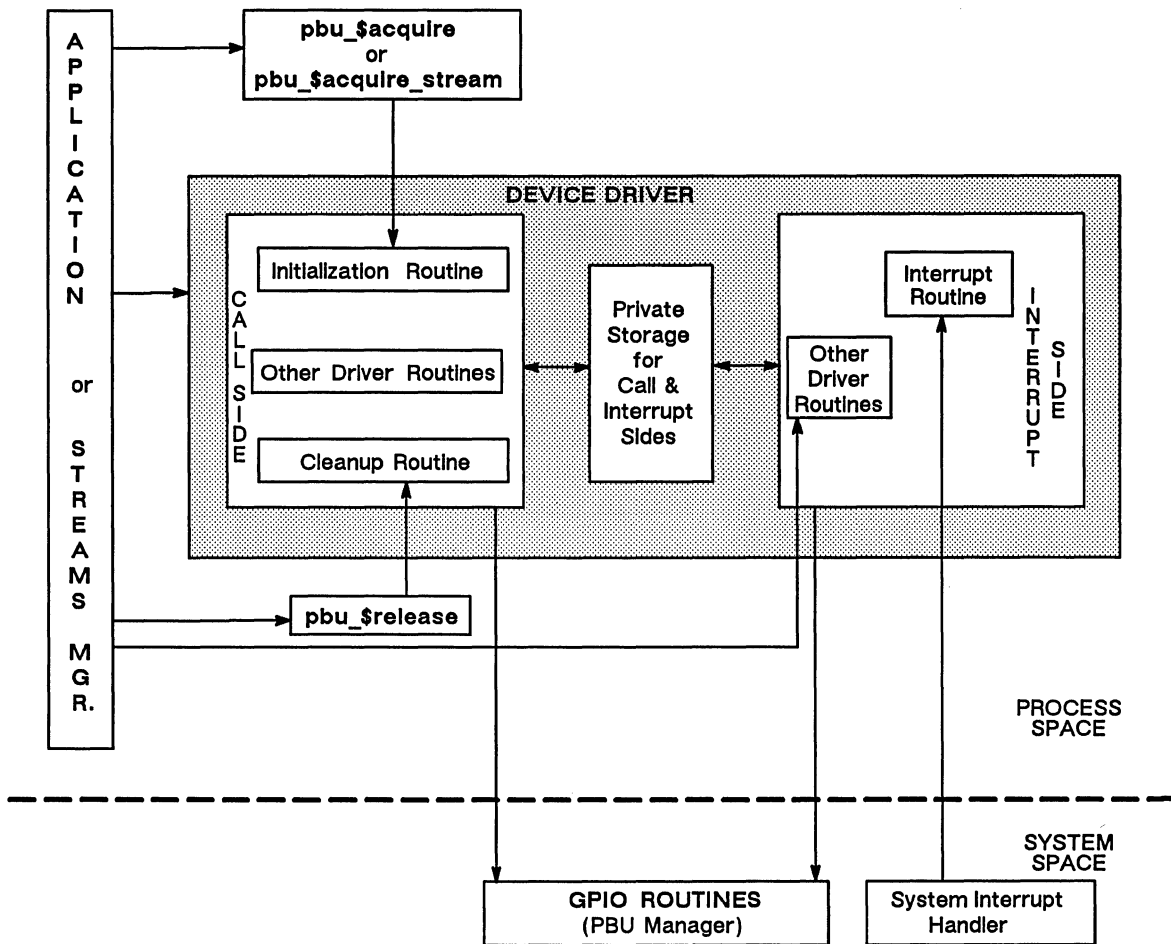 APPLICATION or STREAMS MGR.
pbu_$acquire
or
pbu_$acquire_stream
DEVICE DRIVER
CALL SIDE
Initialization Routine
Other Driver Routines
Cleanup Routine
Private
Storage
for
Call &
Interrupt
Sides
Interrupt
Routine
Other
Driver
Routines
INTERRUPT
SIDE
pbu_$release
PROCESS
SPACE
SYSTEM
SPACE
GPIO ROUTINES
(PBU Manager)
System Interrupt
Handler